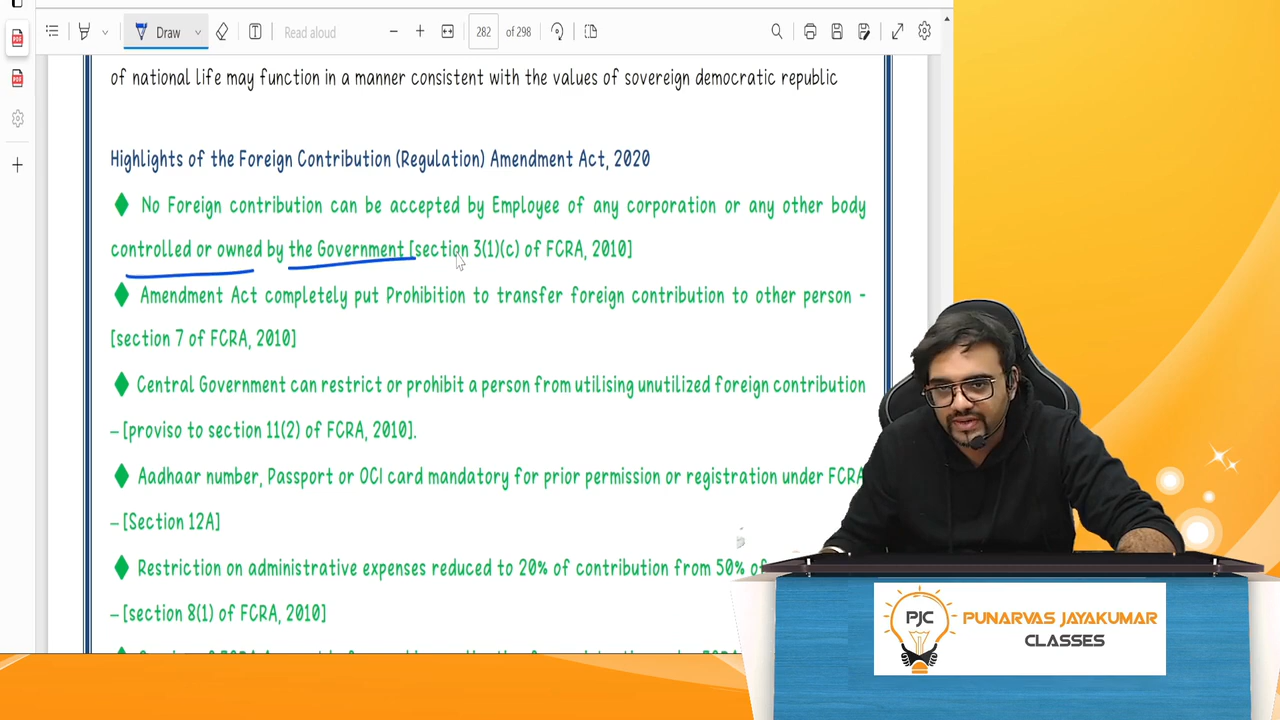 Draw
Read aloud
282 of 298
of national life may function in a manner consistent with the values of sovereign democratic republic
Highlights of the Foreign Contribution (Regulation) Amendment Act, 2020
♦ No Foreign contribution can be accepted by Employee of any corporation or any other body
controlled or owned by the Government [section 3(1)(c) of FCRA, 2010]
♦ Amendment Act completely put Prohibition to transfer foreign contribution to other person -
[section 7 of FCRA, 2010]
♦ Central Government can restrict or prohibit a person from utilising unutilized foreign contribution
– [proviso to section 11(2) of FCRA, 2010].
♦ Aadhaar number, Passport or OCI card mandatory for prior permission or registration under FCRA
– [Section 12A]
♦ Restriction on administrative expenses reduced to 20% of contribution from 50% of
– [section 8(1) of FCRA, 2010]
PJC
PUNARVAS JAYAKUMAR
CLASSES